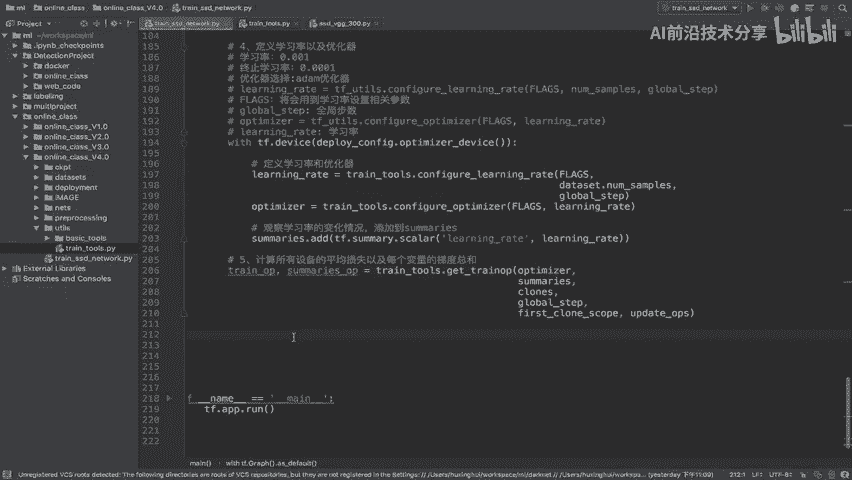 ml
online_class
online_class_V4.0
train_ssd_network.py
train_ssd_network
Project
train_ssd_network.py
train_tools.py
ssd_vgg_300.py
AI前沿技术分享 bilibili
ml ~/workspace/ml
.ipynb_checkpoints
DetectionProject
docker
online_class
web_code
labelimg
multiproject
online_class
online_class_V1.0
online_class_V2.0
online_class_V3.0
online_class_V4.0
ckpt
datasets
deployment
IMAGE
nets
preprocessing
utils
basic_tools
train_tools.py
train_ssd_network.py
External Libraries
Scratches and Consoles
184
185 # 4、定义学习率以及优化器
186 # 学习率：0.001
187 # 终止学习率：0.0001
188 # 优化器选择：adam优化器
189 # learning_rate = tf_utils.configure_learning_rate(FLAGS, num_samples, global_step)
190 # FLAGS：将会用到学习率设置相关参数
191 # global_step: 全局步数
192 # optimizer = tf_utils.configure_optimizer(FLAGS, learning_rate)
193 # learning_rate: 学习率
194 with tf.device(deploy_config.optimizer_device()):
195
196 # 定义学习率和优化器
197 learning_rate = train_tools.configure_learning_rate(FLAGS,
198 dataset.num_samples,
199 global_step)
200 optimizer = train_tools.configure_optimizer(FLAGS, learning_rate)
201
202 # 观察学习率的变化情况，添加到summaries
203 summaries.add(tf.summary.scalar('learning_rate', learning_rate))
204
205
206 # 5、计算所有设备的平均损失以及每个变量的梯度总和
207 train_op, summaries_op = train_tools.get_trainop(optimizer,
208 summaries,
209 clones,
210 global_step,
first_clone_scope, update_ops)
211
212
213
214
215
216
217
218 f __name__ == '__main__':
219 tf.app.run()
220
221
222
main() with tf.Graph().as_default()
Unregistered VCS roots detected: The following directories are roots of VCS repositories, but they are not registered in the Settings: // /Users/huxinghui/workspace/ml/darknet // /Users/huxinghui/... (yesterday 下午11:09) 212:1 LF÷ UTF-8÷